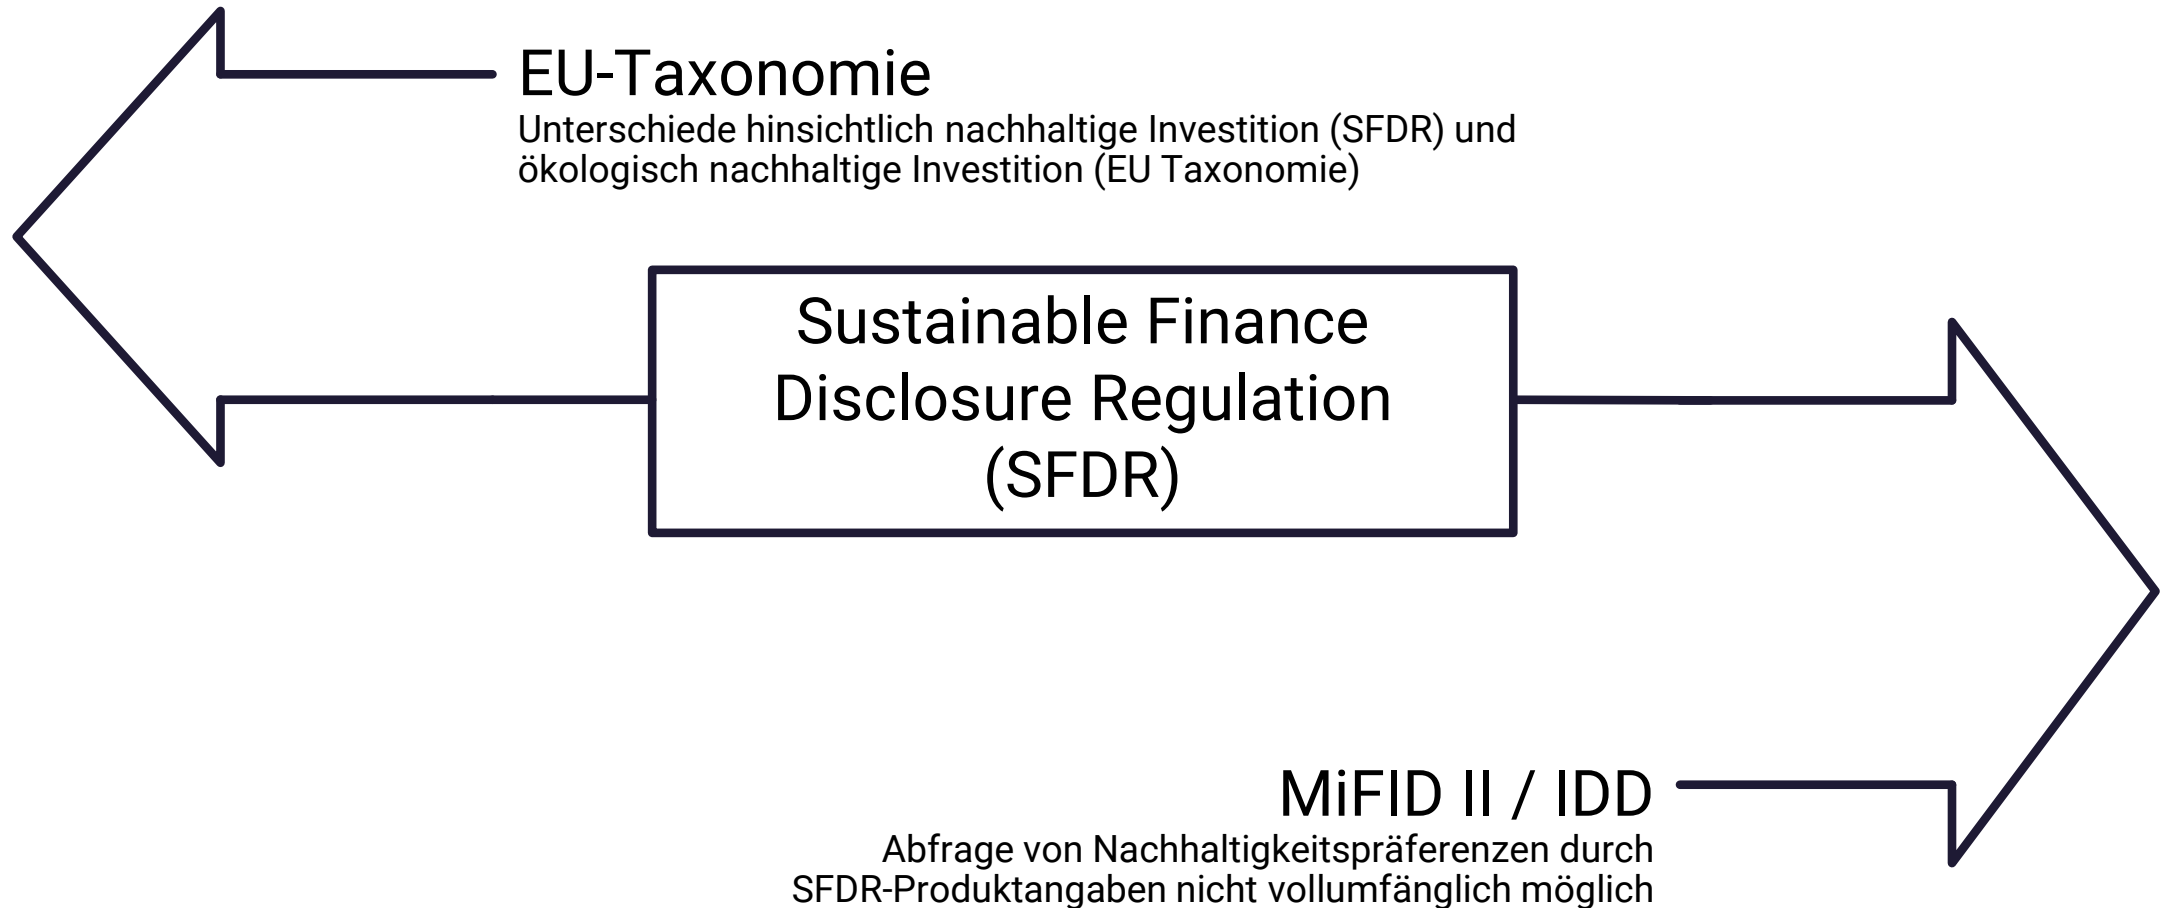 EU-Taxonomie
Unterschiede hinsichtlich nachhaltige Investition (SFDR) und
ökologisch nachhaltige Investition (EU Taxonomie)
Sustainable Finance
Disclosure Regulation
(SFDR)
MiFID II / IDD
Abfrage von Nachhaltigkeitspräferenzen durch
SFDR-Produktangaben nicht vollumfänglich möglich